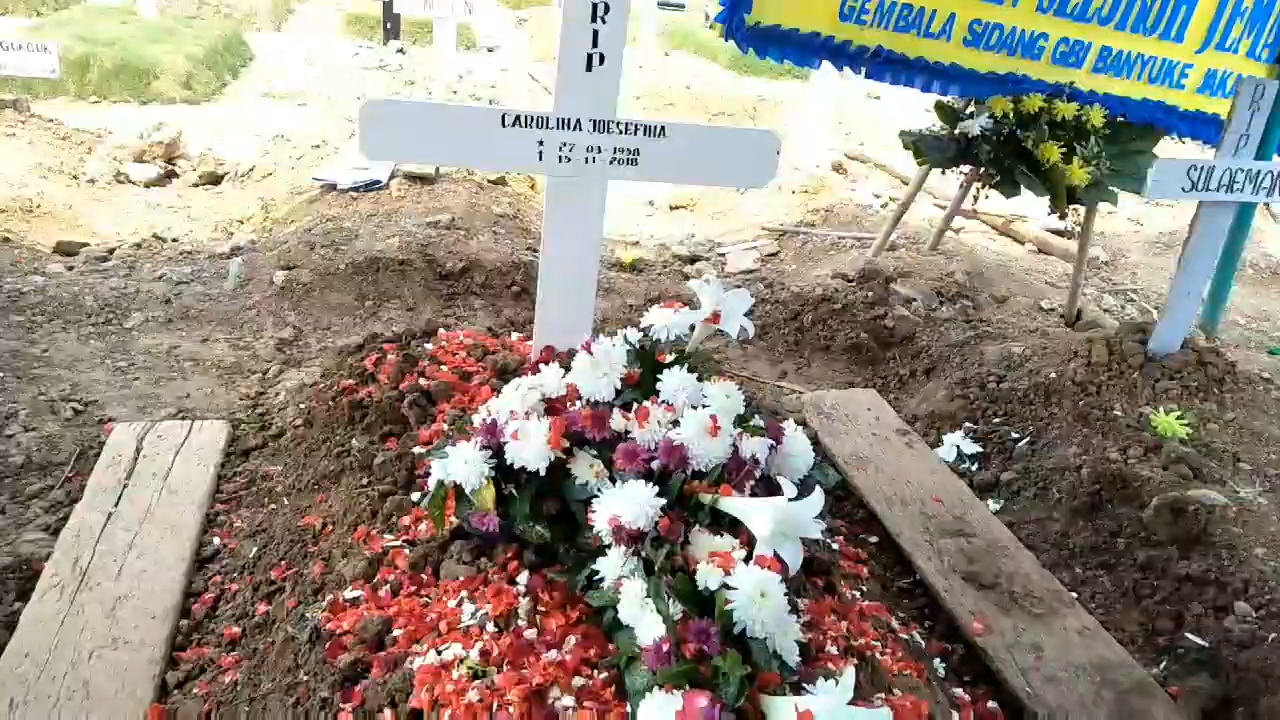 RIP
CAROLINA JOESEFINA
★ 27-03-1958
† 15-11-2018
GEMBALA SIDANG GBI BANYUKE
RIP
SULAEMAN